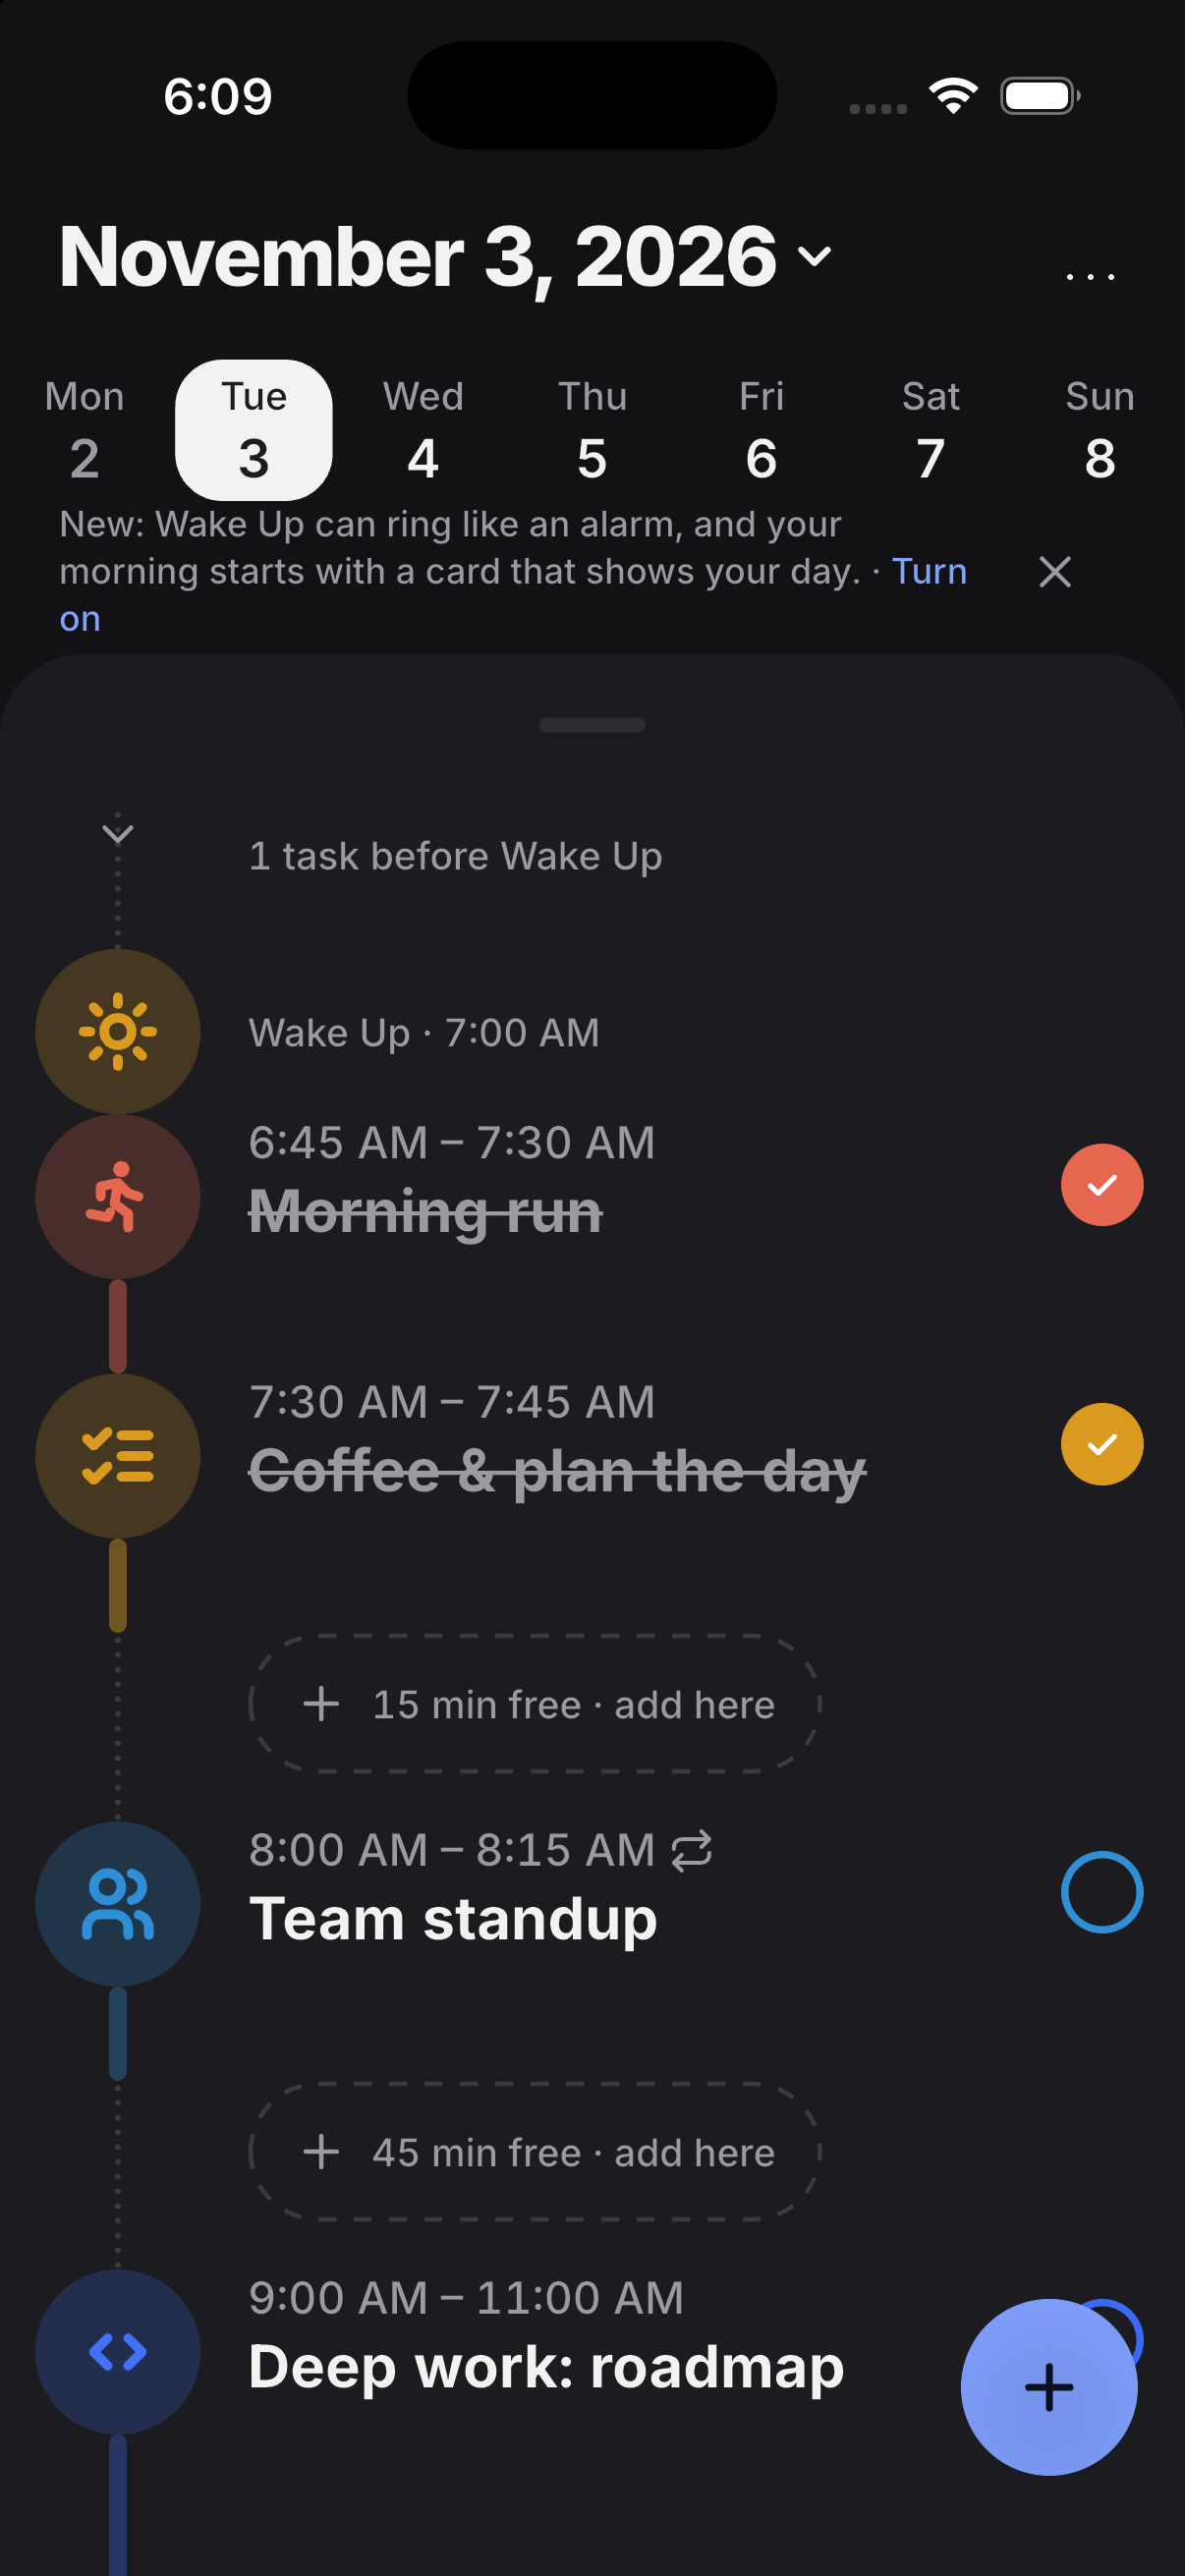 6:09
November 3, 2026
...
Mon Tue Wed Thu Fri Sat Sun
2 3 4 5 6 7 8
New: Wake Up can ring like an alarm, and your
morning starts with a card that shows your day. · Turn
on
1 task before Wake Up
Wake Up · 7:00 AM
6:45 AM – 7:30 AM
Morning run
7:30 AM – 7:45 AM
Coffee & plan the day
15 min free · add here
8:00 AM – 8:15 AM
Team standup
45 min free · add here
9:00 AM – 11:00 AM
Deep work: roadmap